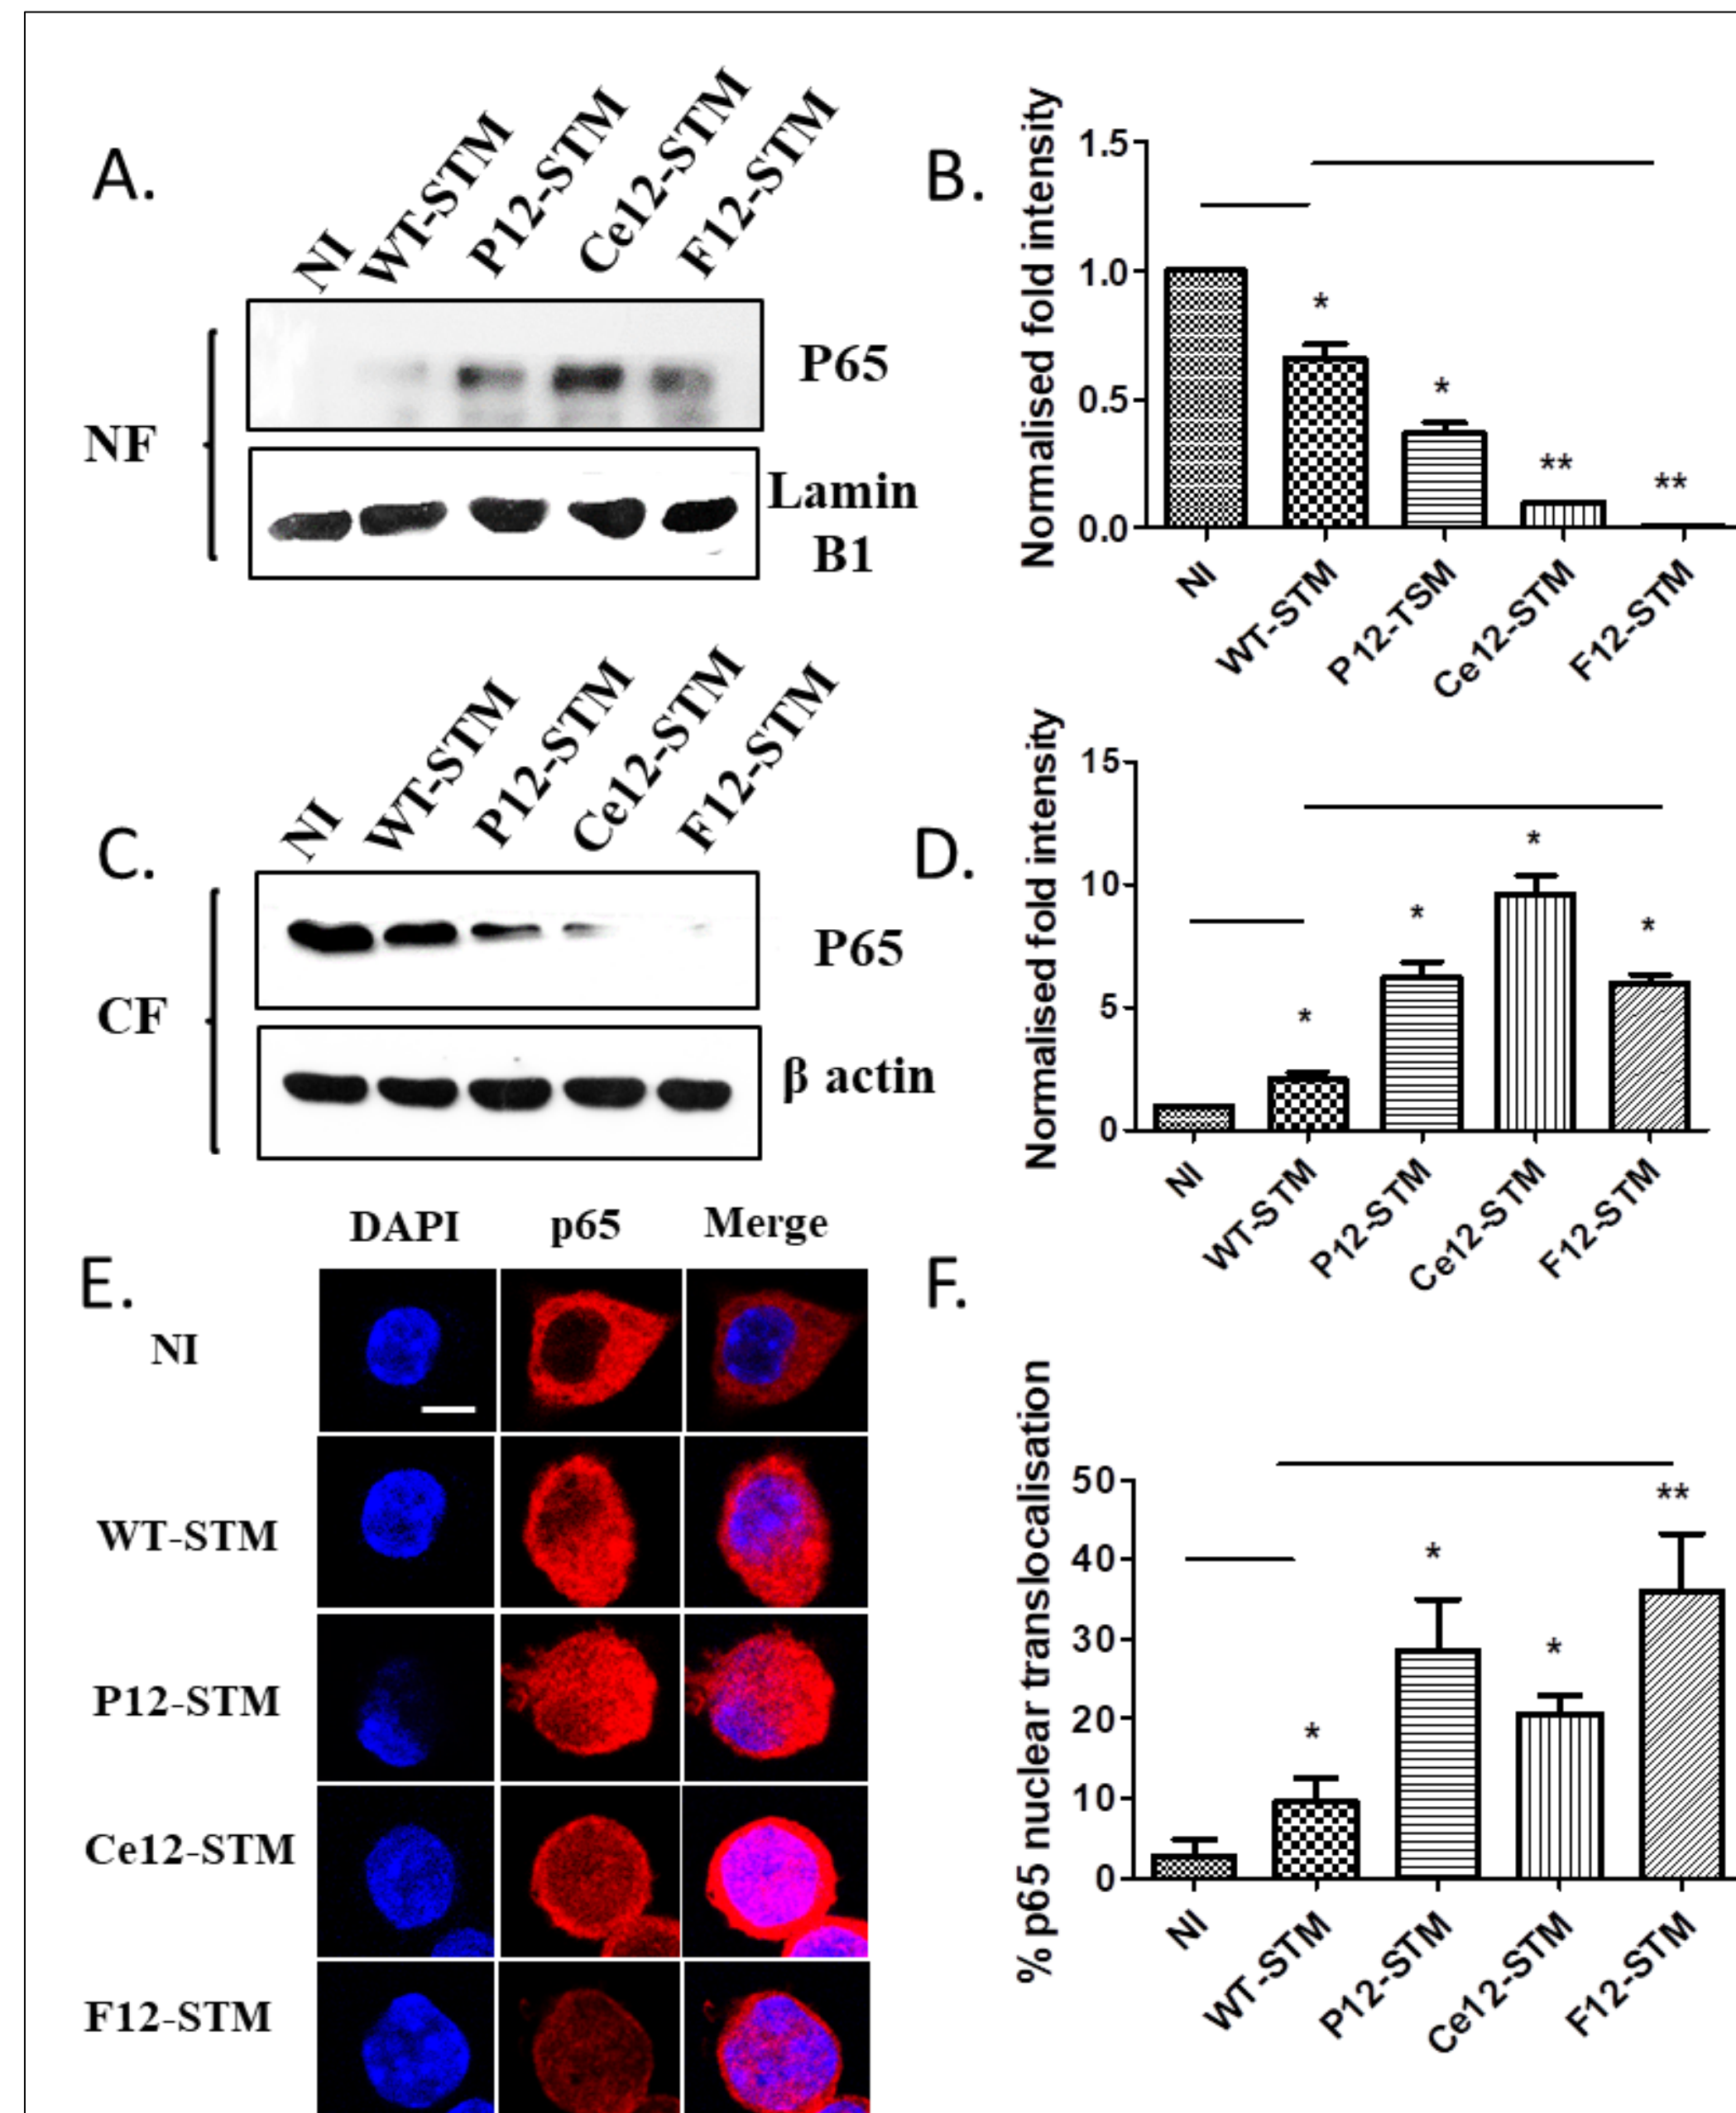 A.
NI
WT-STM
P12-STM
Ce12-STM
F12-STM
NF
P65
Lamin
B1
B.
Normalised fold intensity
1.5
1.0
0.5
0.0
*
*
**
**
NI
WT-STM
P12-TSM
Ce12-STM
F12-STM
C.
NI
WT-STM
P12-STM
Ce12-STM
F12-STM
CF
P65
β actin
D.
Normalised fold intensity
15
10
5
0
*
*
*
*
NI
WT-STM
P12-STM
Ce12-STM
F12-STM
E.
DAPI p65 Merge
NI
WT-STM
P12-STM
Ce12-STM
F12-STM
F.
% p65 nuclear translocalisation
50
40
30
20
10
0
*
*
*
**
NI
WT-STM
P12-STM
Ce12-STM
F12-STM